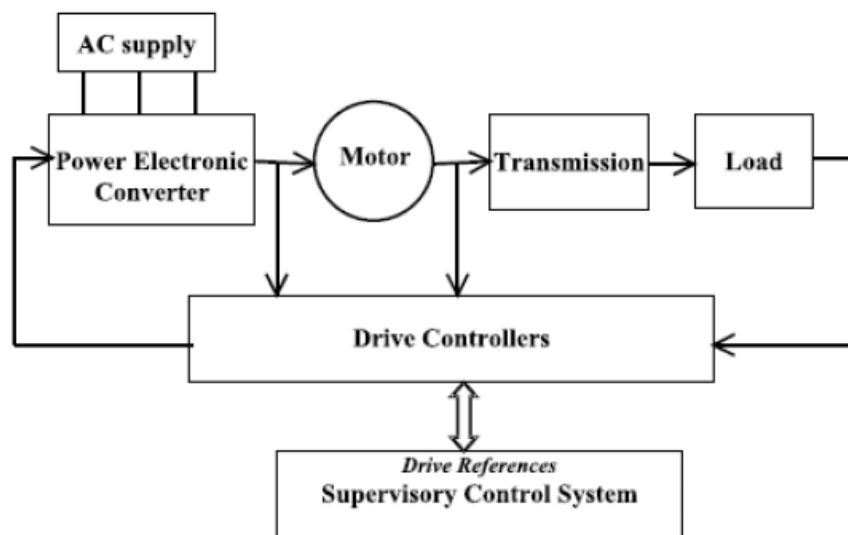 AC supply
Power Electronic
Converter
Motor
Transmission
Load
Drive Controllers
Drive References
Supervisory Control System